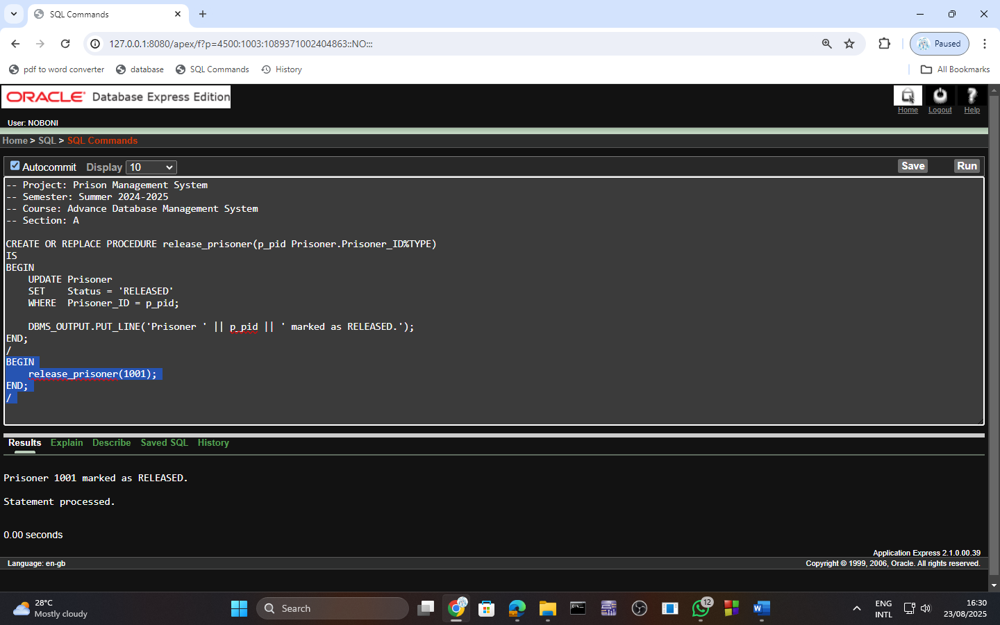 SQL Commands
127.0.0.1:8080/apex/f?p=4500:1003:1089371002404863::NO:::
Paused
pdf to word converter
database
SQL Commands
History
All Bookmarks
ORACLE Database Express Edition
Home
Logout
Help
User: NOBONI
Home > SQL > SQL Commands
Autocommit Display 10
Save
Run
-- Project: Prison Management System
-- Semester: Summer 2024-2025
-- Course: Advance Database Management System
-- Section: A
CREATE OR REPLACE PROCEDURE release_prisoner(p_pid Prisoner.Prisoner_ID%TYPE)
IS
BEGIN
UPDATE Prisoner
SET Status = 'RELEASED'
WHERE Prisoner_ID = p_pid;
DBMS_OUTPUT.PUT_LINE('Prisoner ' || p_pid || ' marked as RELEASED.');
END;
/
BEGIN
release_prisoner(1001);
END;
/
Results Explain Describe Saved SQL History
Prisoner 1001 marked as RELEASED.
Statement processed.
0.00 seconds
Application Express 2.1.0.00.39
Language: en-gb
Copyright © 1999, 2006, Oracle. All rights reserved.
28°C
Mostly cloudy
Search
12
W
ENG
INTL
16:30
23/08/2025